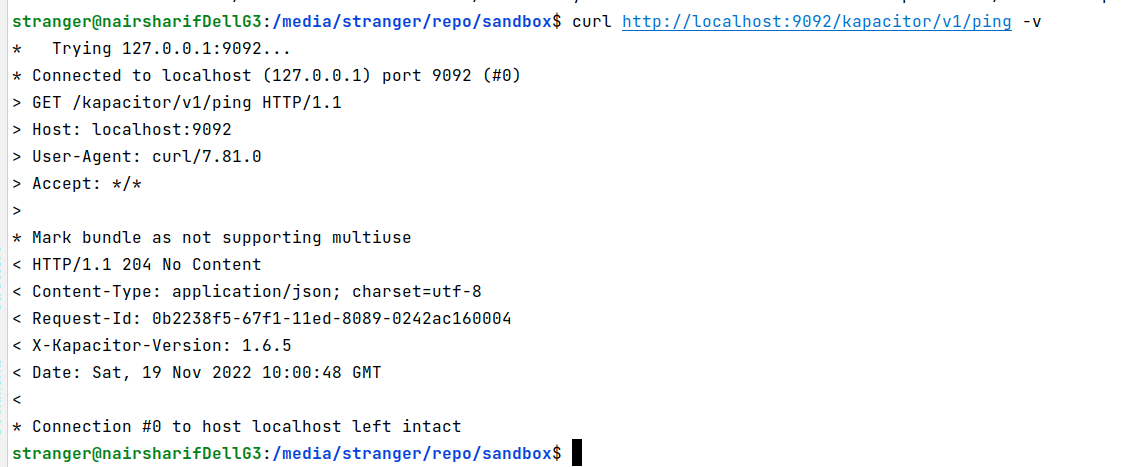 stranger@nairsharifDellG3:/media/stranger/repo/sandbox$ curl http://localhost:9092/kapacitor/v1/ping -v
*   Trying 127.0.0.1:9092...
* Connected to localhost (127.0.0.1) port 9092 (#0)
> GET /kapacitor/v1/ping HTTP/1.1
> Host: localhost:9092
> User-Agent: curl/7.81.0
> Accept: */*
>
* Mark bundle as not supporting multiuse
< HTTP/1.1 204 No Content
< Content-Type: application/json; charset=utf-8
< Request-Id: 0b2238f5-67f1-11ed-8089-0242ac160004
< X-Kapacitor-Version: 1.6.5
< Date: Sat, 19 Nov 2022 10:00:48 GMT
<
* Connection #0 to host localhost left intact
stranger@nairsharifDellG3:/media/stranger/repo/sandbox$